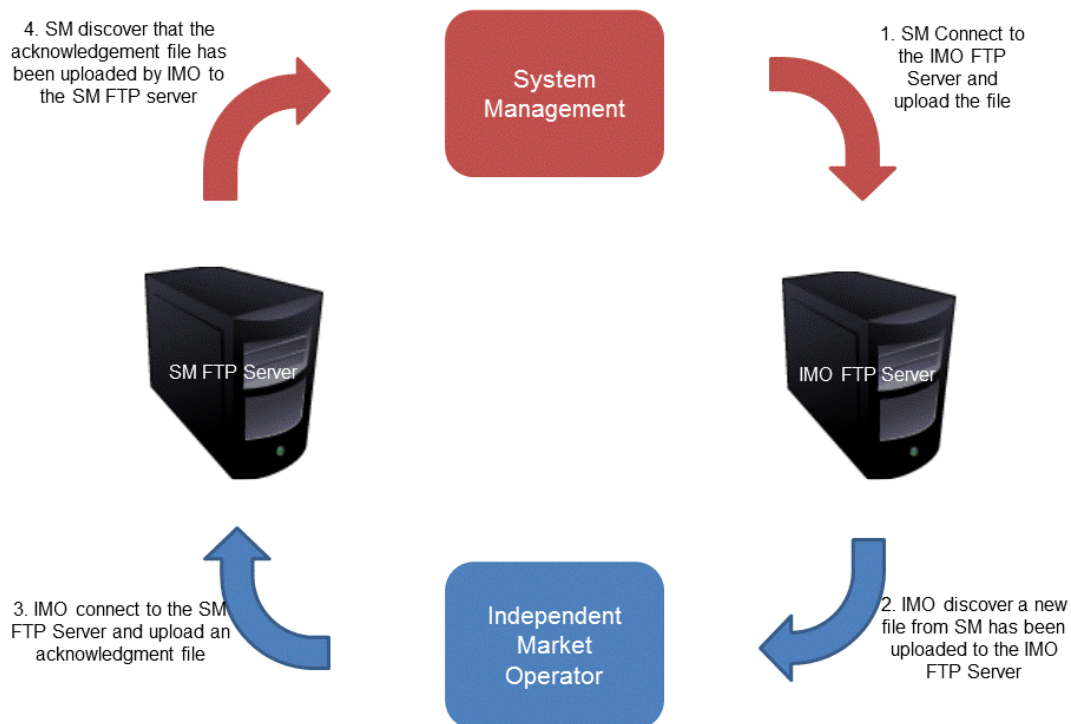 4. SM discover that the
acknowledgement file has
been uploaded by IMO to
the SM FTP server
System
Management
1. SM Connect to
the IMO FTP
Server and
upload the file
SM FTP Server
IMO FTP Server
3. IMO connect to the SM
FTP Server and upload an
acknowledgment file
Independent
Market
Operator
2. IMO discover a new
file from SM has been
uploaded to the IMO
FTP Server